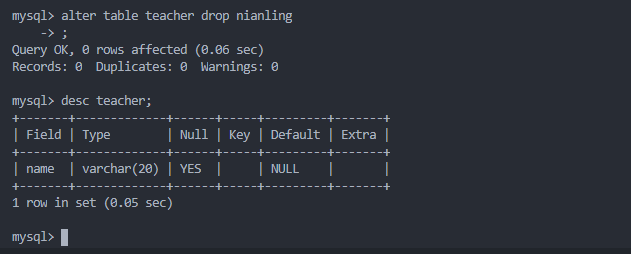 mysql> alter table teacher drop nianling
    -> ;
Query OK, 0 rows affected (0.06 sec)
Records: 0  Duplicates: 0  Warnings: 0

mysql> desc teacher;
+-------+-------------+------+-----+---------+-------+
| Field | Type        | Null | Key | Default | Extra |
+-------+-------------+------+-----+---------+-------+
| name  | varchar(20) | YES  |     | NULL    |       |
+-------+-------------+------+-----+---------+-------+
1 row in set (0.05 sec)

mysql>